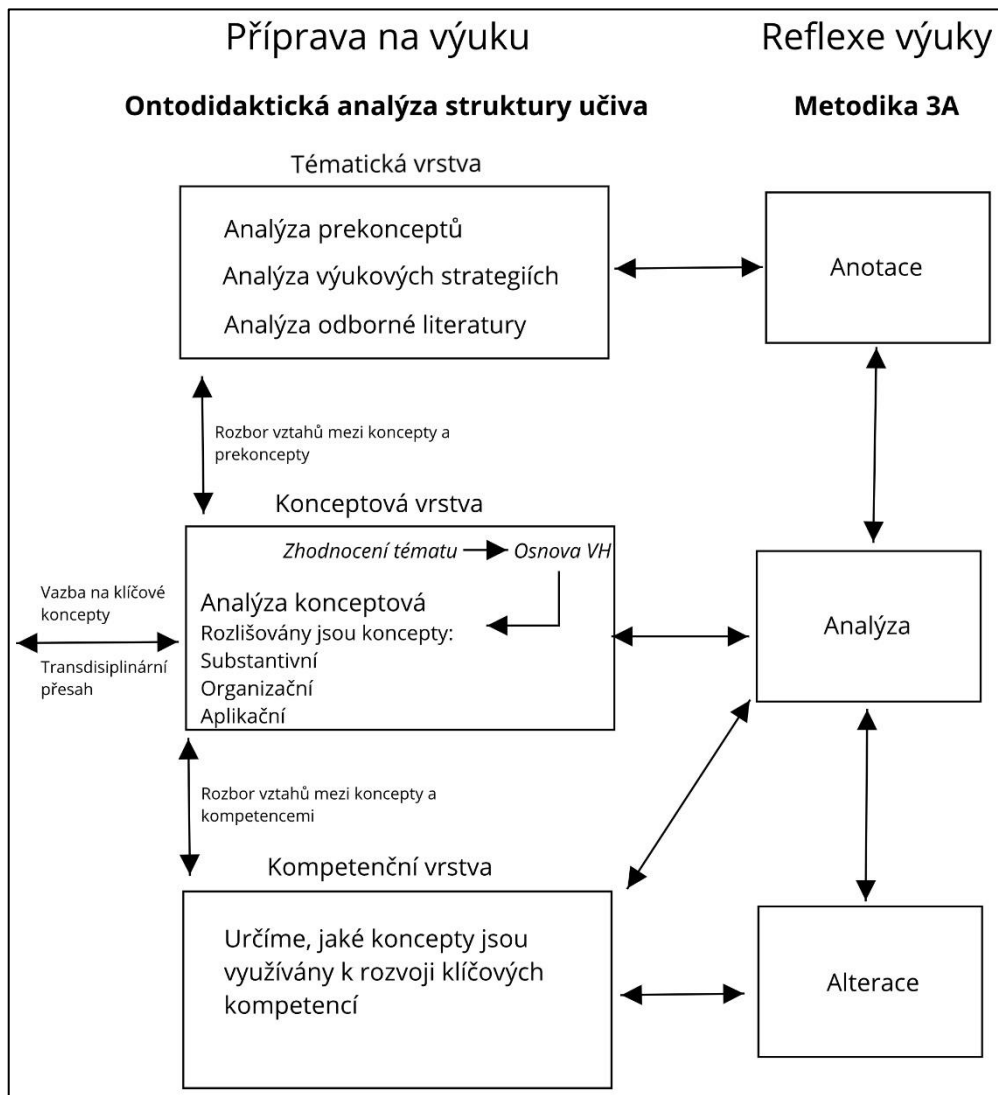 Příprava na výuku
Reflexe výuky
Ontodidaktická analýza struktury učiva
Metodika 3A
Tématická vrstva
Analýza prekonceptů
Analýza výukových strategiích
Analýza odborné literatury
Anotace
Rozbor vztahů mezi koncepty a
prekoncepty
Konceptová vrstva
Zhodnocení tématu
Osnova VH
Analýza konceptová
Rozlišovány jsou koncepty:
Substantivní
Organizační
Aplikační
Vazba na klíčové
koncepty
Transdisiplinární
přesah
Analýza
Rozbor vztahů mezi koncepty a
kompetencemi
Kompetenční vrstva
Určíme, jaké koncepty jsou
využívány k rozvoji klíčových
kompetencí
Alterace